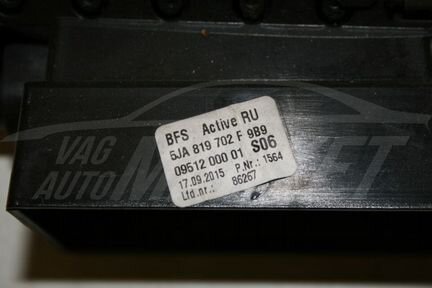 BFS Active RU
5JA 819 702 F 9B9
09512 000 01 S06
17.09.2015 P.Nr.: 1564
Lfd.nr.: 86267
VAG
AUTO